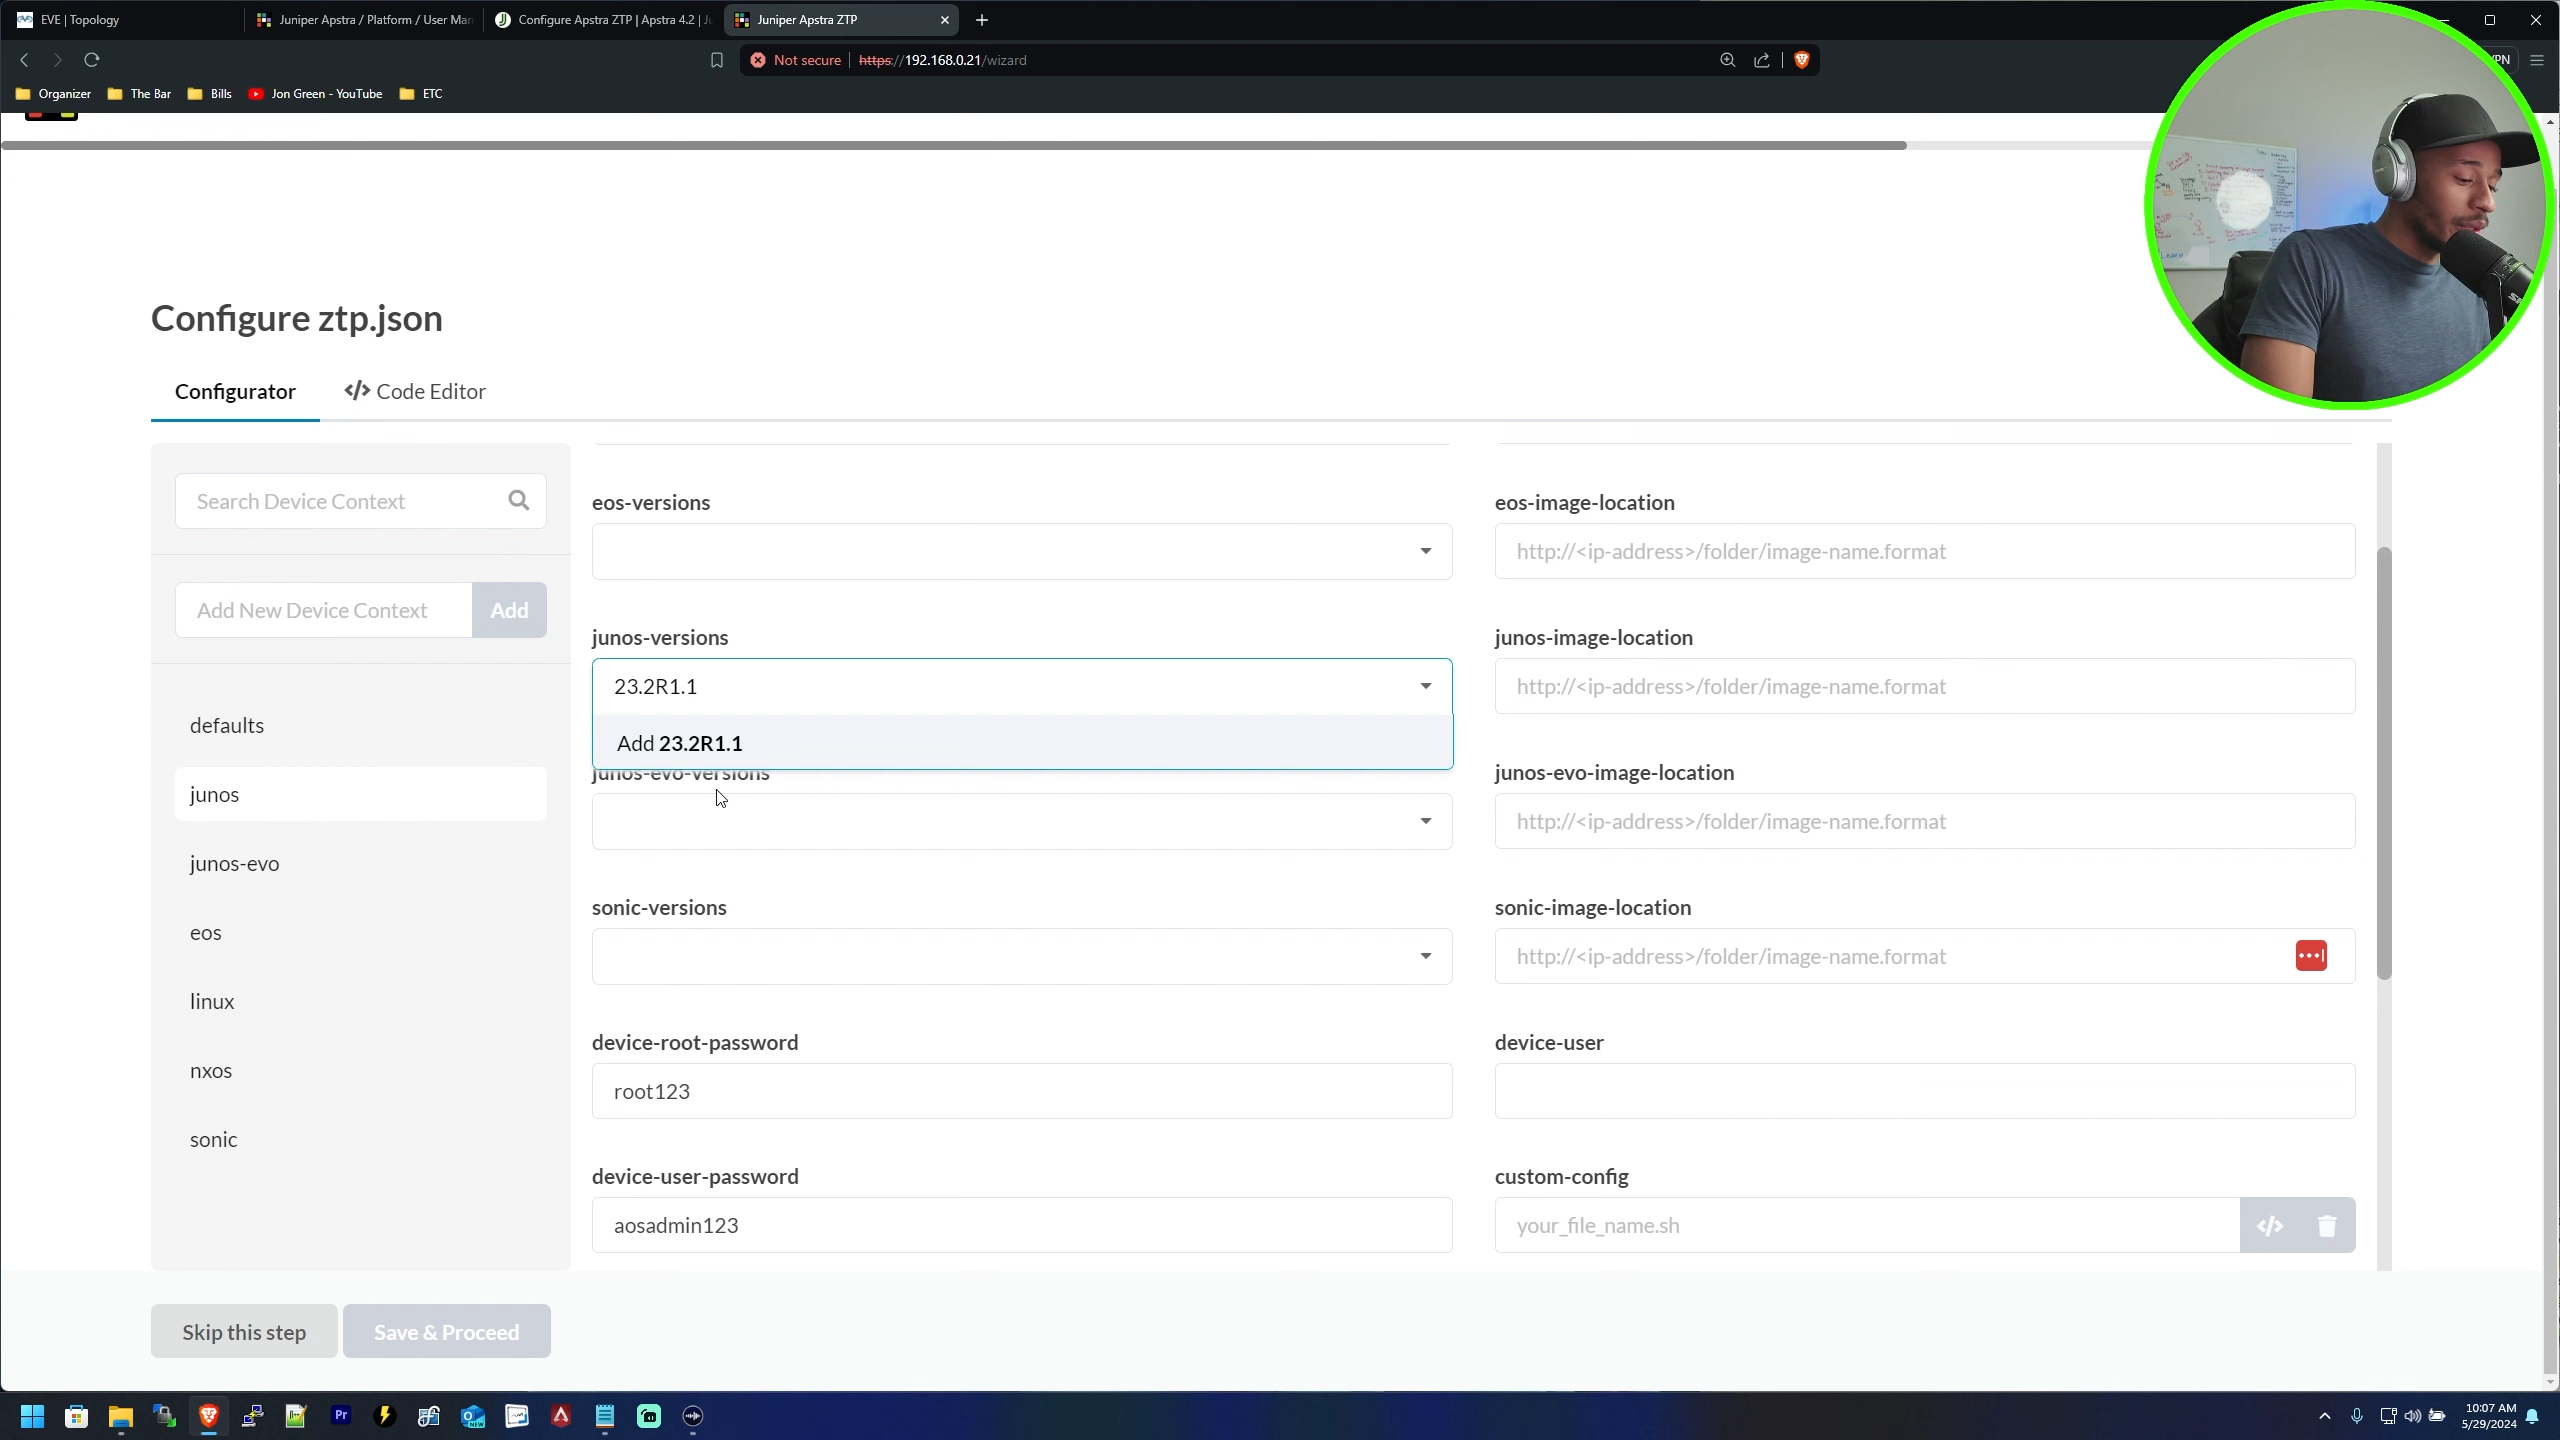 EVE | Topology
Juniper Apstra / Platform / User Man
Configure Apstra ZTP | Apstra 4.2 | Ju
Juniper Apstra ZTP
Not secure
https://192.168.0.21/wizard
VPN
Organizer
The Bar
Bills
Jon Green - YouTube
ETC
Configure ztp.json
Configurator
</> Code Editor
Search Device Context
Add New Device Context
Add
defaults
junos
junos-evo
eos
linux
nxos
sonic
eos-versions
eos-image-location
http://<ip-address>/folder/image-name.format
junos-versions
junos-image-location
23.2R1.1
http://<ip-address>/folder/image-name.format
Add 23.2R1.1
junos-evo-versions
junos-evo-image-location
http://<ip-address>/folder/image-name.format
sonic-versions
sonic-image-location
http://<ip-address>/folder/image-name.format
device-root-password
device-user
root123
device-user-password
custom-config
aosadmin123
your_file_name.sh
</>
Skip this step
Save & Proceed
Pr
NEW
10:07 AM
5/29/2024